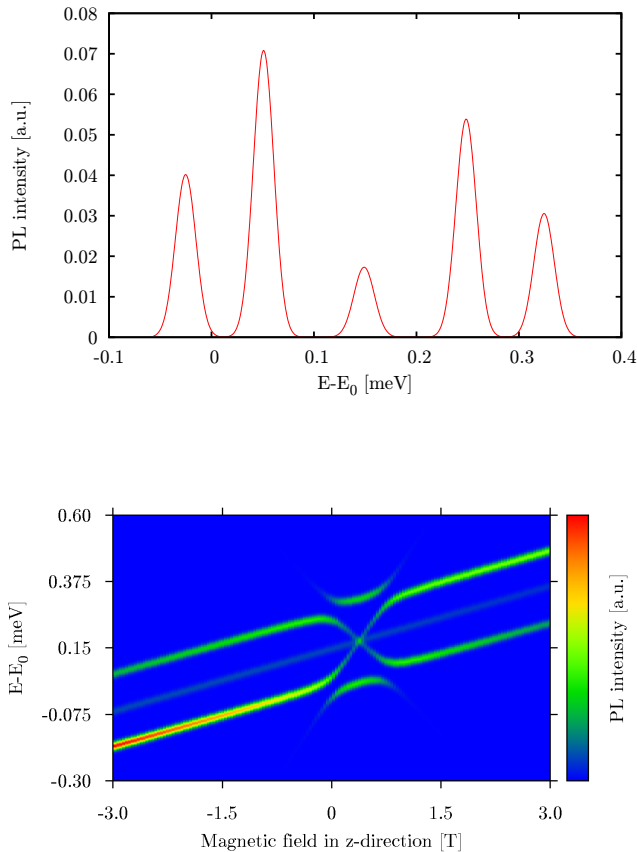 0.08
0.07
0.06
0.05
0.04
0.03
0.02
0.01
0
PL intensity [a.u.]
-0.1 0 0.1 0.2 0.3 0.4
E-E0 [meV]
0.60
0.375
0.15
-0.075
-0.30
E-E0 [meV]
PL intensity [a.u.]
-3.0 -1.5 0 1.5 3.0
Magnetic field in z-direction [T]